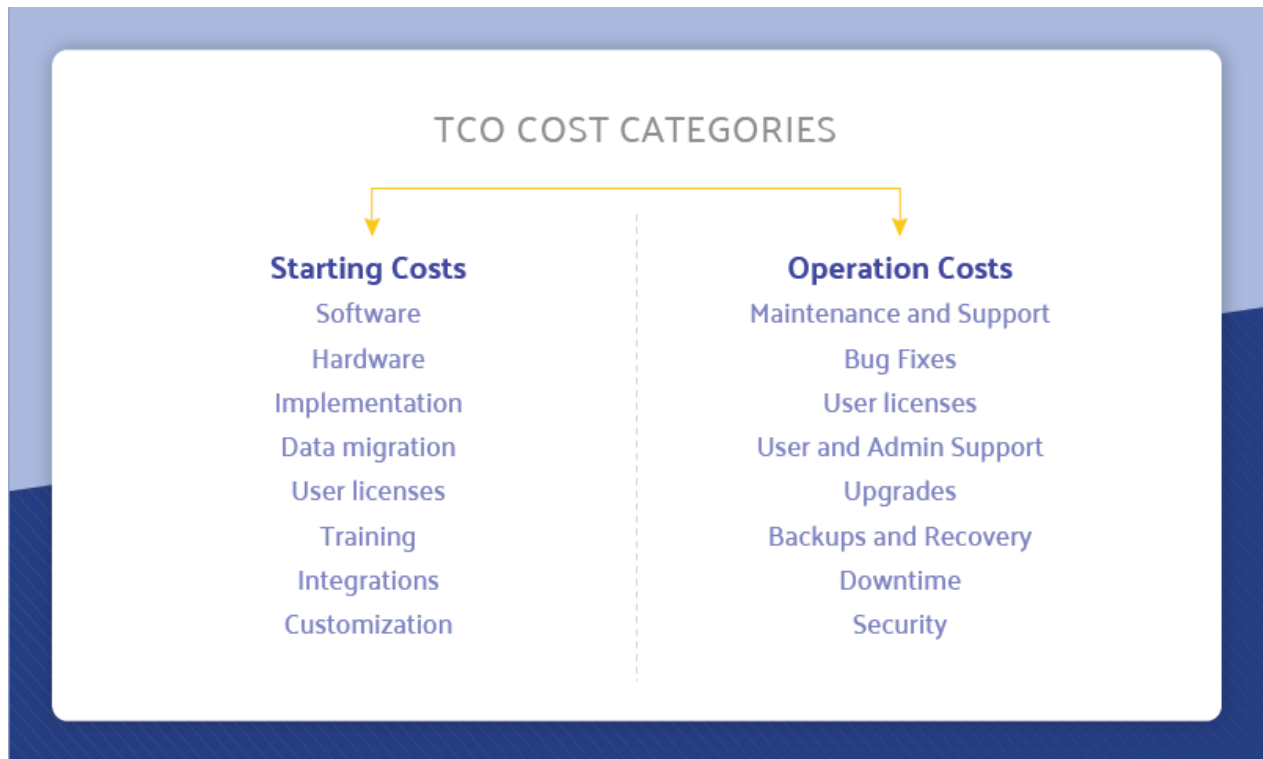 TCO COST CATEGORIES
Starting Costs
Software
Hardware
Implementation
Data migration
User licenses
Training
Integrations
Customization
Operation Costs
Maintenance and Support
Bug Fixes
User licenses
User and Admin Support
Upgrades
Backups and Recovery
Downtime
Security